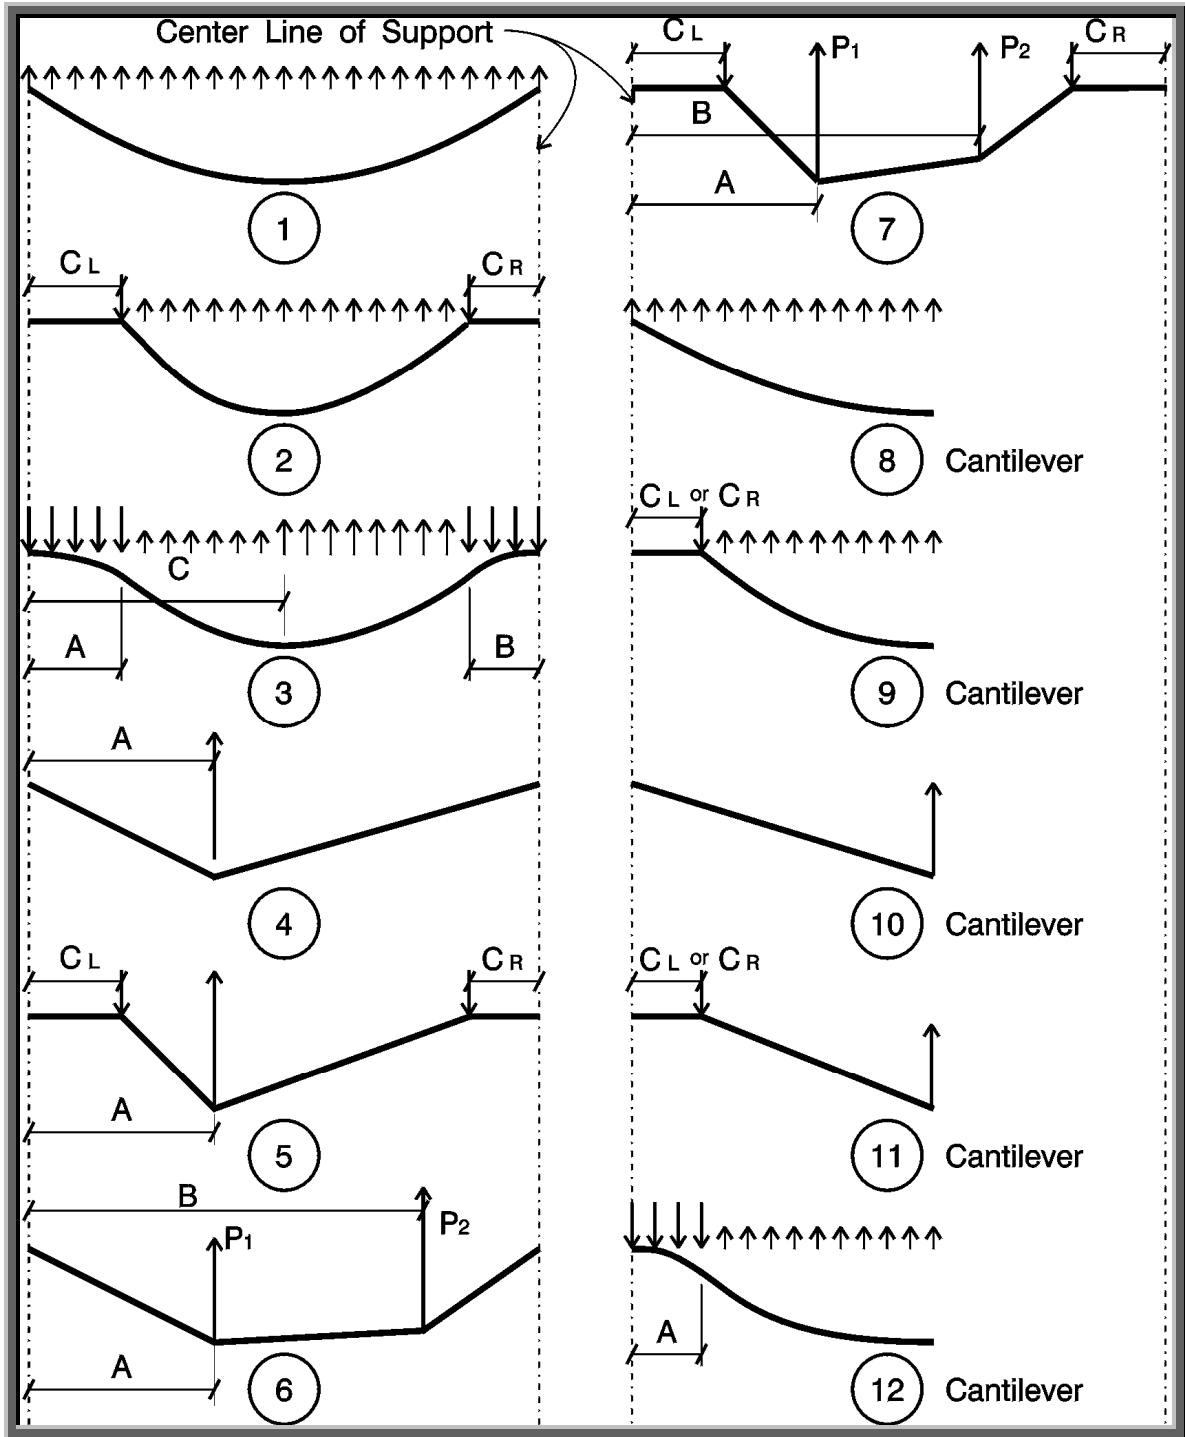 Center Line of Support
1
C L
C R
2
C
A
B
3
A
4
C L
C R
A
5
B
P1
P2
A
6
C L
P1
P2
C R
B
A
7
8 Cantilever
C L or C R
9 Cantilever
10 Cantilever
C L or C R
11 Cantilever
A
12 Cantilever